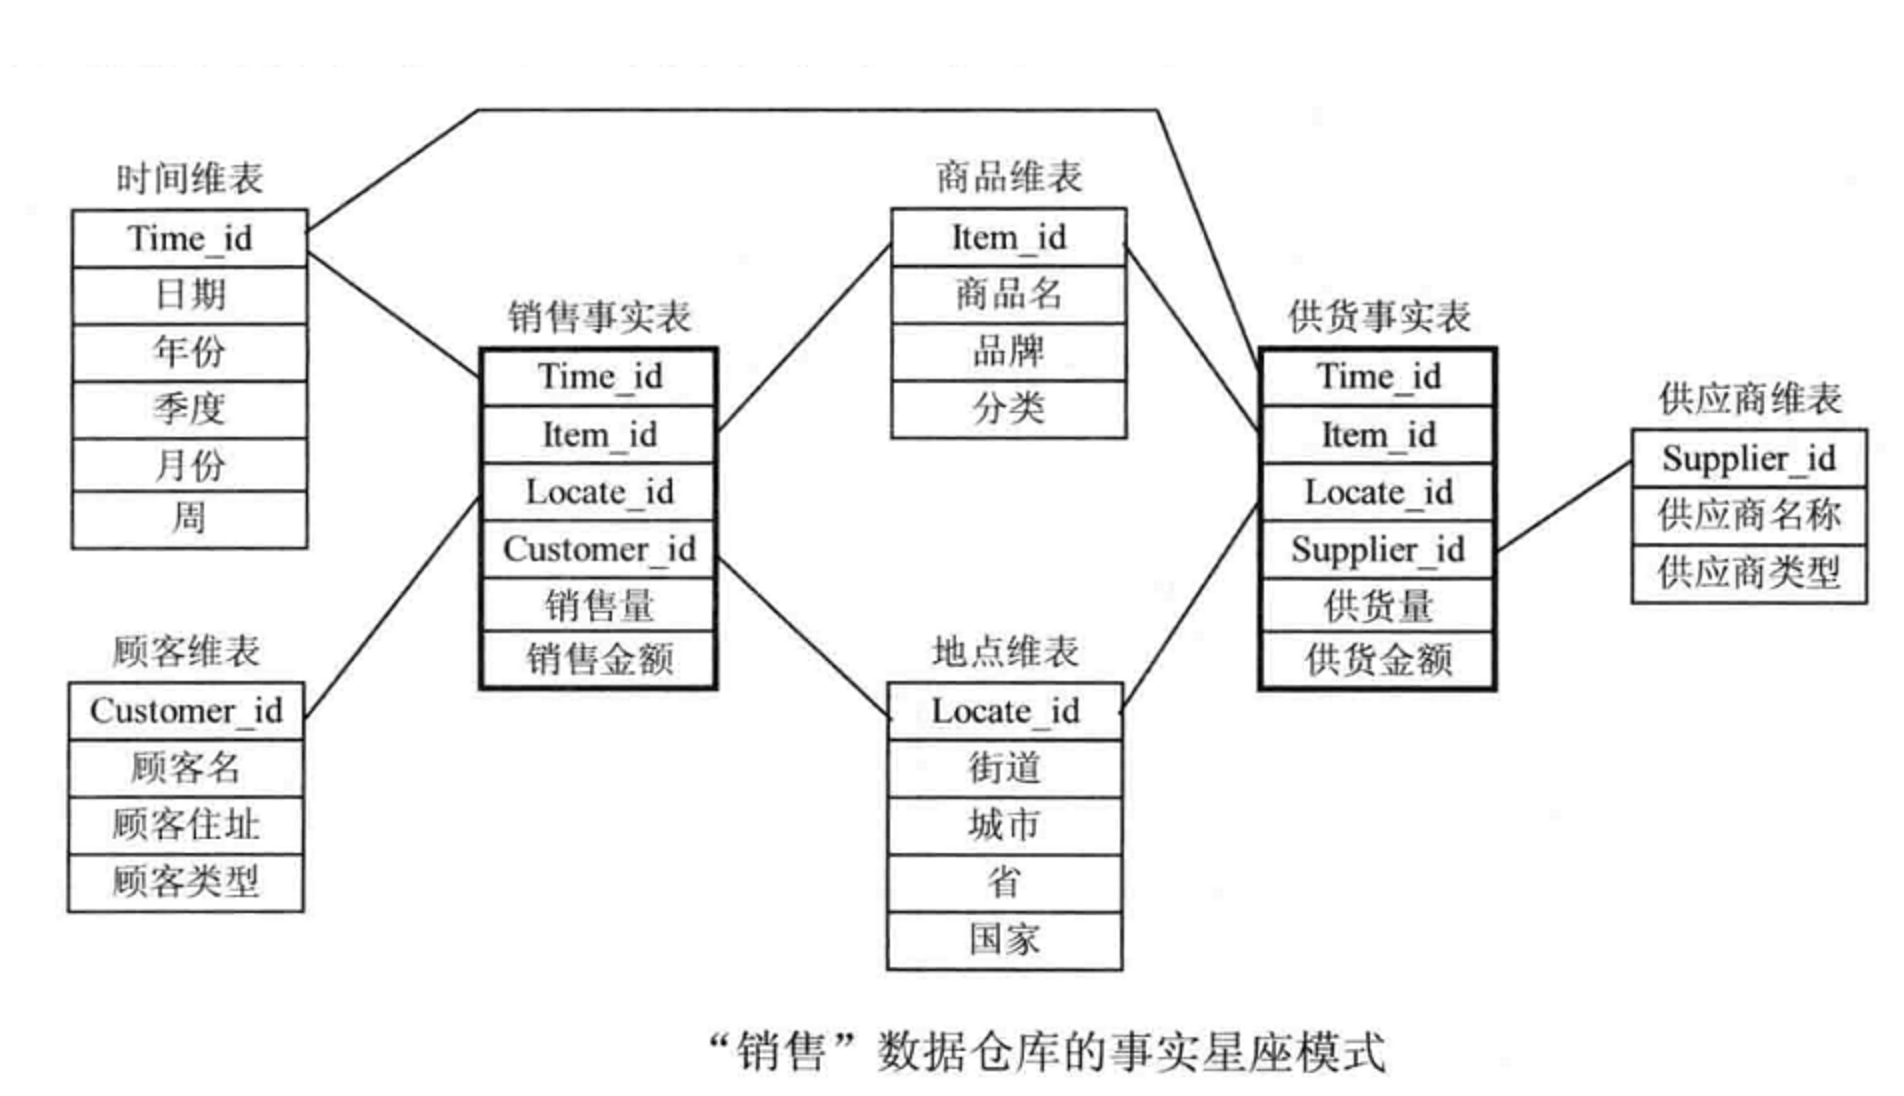 时间维表
Time_id
日期
年份
季度
月份
周
销售事实表
Time_id
Item_id
Locate_id
Customer_id
销售量
销售金额
商品维表
Item_id
商品名
品牌
分类
供货事实表
Time_id
Item_id
Locate_id
Supplier_id
供货量
供货金额
供应商维表
Supplier_id
供应商名称
供应商类型
顾客维表
Customer_id
顾客名
顾客住址
顾客类型
地点维表
Locate_id
街道
城市
省
国家
“销售”数据仓库的事实星座模式